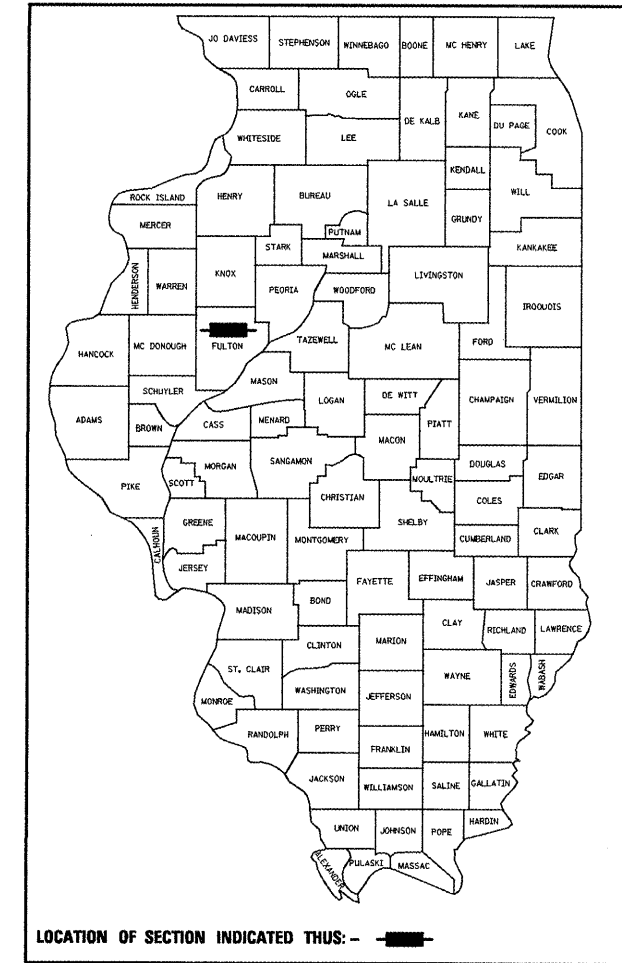 JO DAVIESS STEPHENSON WINNEBAGO BOONE MC HENRY LAKE
CARROLL OGLE DE KALB KANE DU PAGE COOK
WHITESIDE LEE KENDALL WILL
ROCK ISLAND HENRY BUREAU LA SALLE GRUNDY
MERCER PUTNAM
STARK MARSHALL KANKAKEE
HENDERSON WARREN KNOX PEORIA WOODFORD LIVINGSTON IROQUOIS
HANCOCK MC DONOUGH FULTON TAZEWELL MC LEAN FORD
MASON
SCHUYLER LOGAN DE WITT CHAMPAIGN VERMILION
ADAMS BROWN CASS MENARD MACON PIATT
PIKE SCOTT MORGAN SANGAMON MOULTRIE DOUGLAS EDGAR
CHRISTIAN COLES
CALHOUN GREENE MACOUPIN MONTGOMERY SHELBY CUMBERLAND CLARK
JERSEY
FAYETTE EFFINGHAM JASPER CRAWFORD
MADISON BOND
CLAY RICHLAND LAWRENCE
CLINTON MARION
ST. CLAIR WAYNE EDWARDS WABASH
MONROE WASHINGTON JEFFERSON
RANDOLPH PERRY HAMILTON WHITE
FRANKLIN
JACKSON WILLIAMSON SALINE GALLATIN
UNION JOHNSON POPE HARDIN
ALEXANDER PULASKI MASSAC
LOCATION OF SECTION INDICATED THUS: -